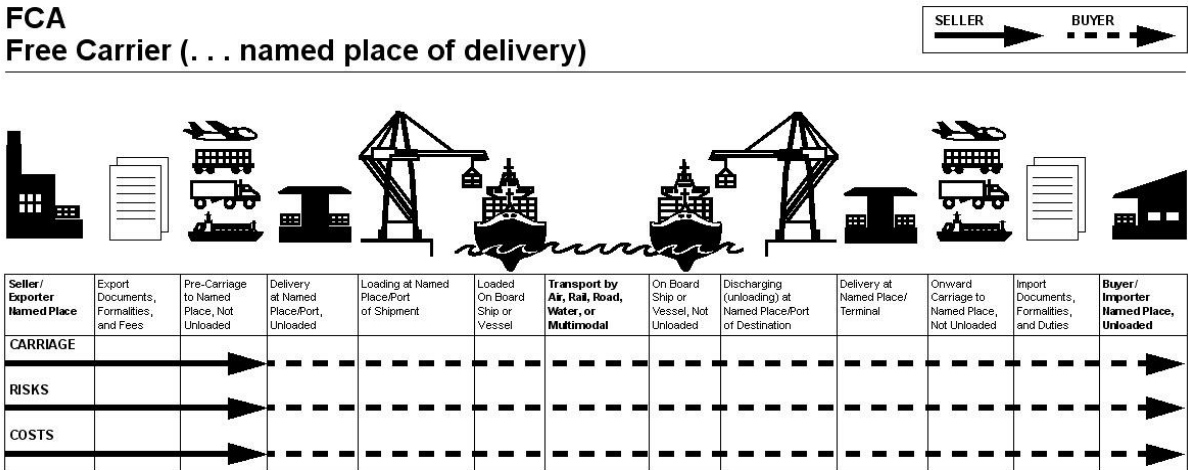 FCA
Free Carrier (. . . named place of delivery)
SELLER
BUYER
Seller/
Exporter
Named Place
Export
Documents,
Formalities,
and Fees
Pre-Carriage
to Named
Place, Not
Unloaded
Delivery
at Named
Place/Port,
Unloaded
Loading at Named
Place/Port
of Shipment
Loaded
On Board
Ship or
Vessel
Transport by
Air, Rail, Road,
Water, or
Multimodal
On Board
Ship or
Vessel, Not
Unloaded
Discharging
(unloading) at
Named Place/Port
of Destination
Delivery at
Named Place/
Terminal
Onward
Carriage to
Named Place,
Not Unloaded
Import
Documents,
Formalities,
and Duties
Buyer/
Importer
Named Place,
Unloaded
CARRIAGE
RISKS
COSTS